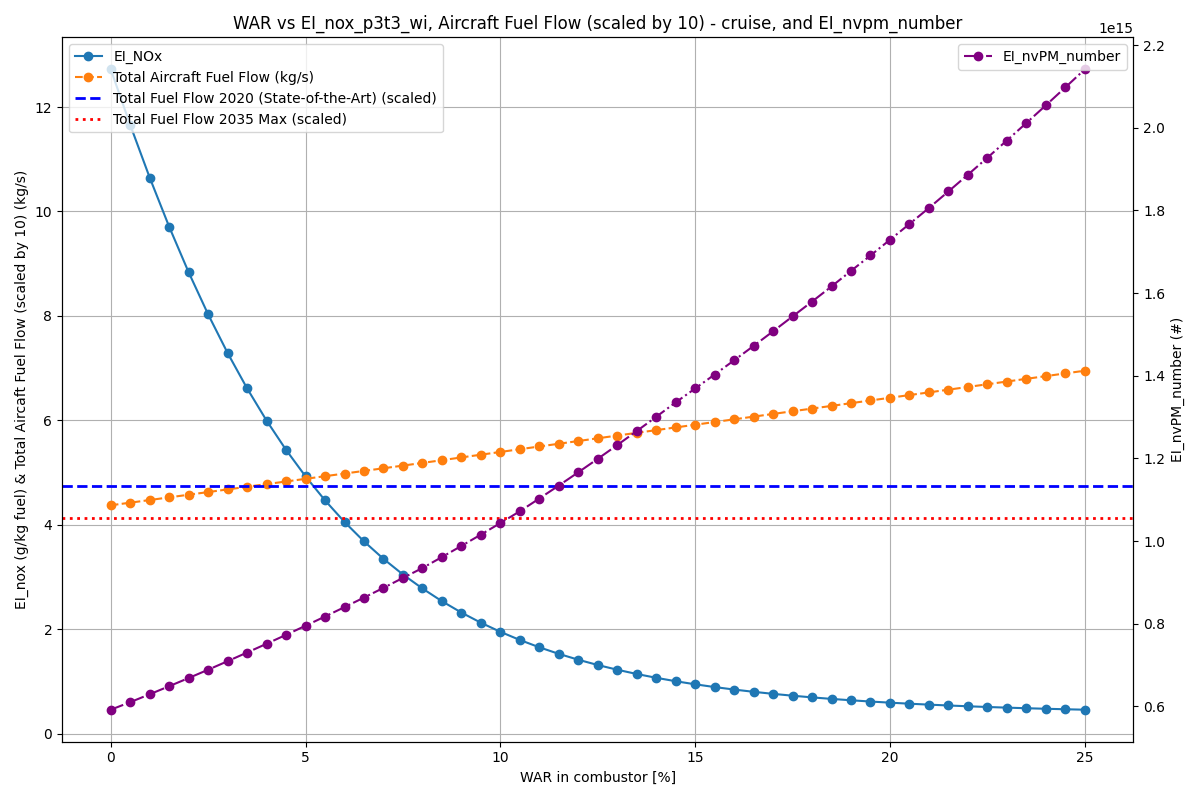 WAR vs EI_nox_p3t3_wi, Aircraft Fuel Flow (scaled by 10) - cruise, and EI_nvpm_number
1e15
EI_NOx
Total Aircraft Fuel Flow (kg/s)
Total Fuel Flow 2020 (State-of-the-Art) (scaled)
Total Fuel Flow 2035 Max (scaled)
EI_nvPM_number
EI_nox (g/kg fuel) & Total Aircaft Fuel Flow (scaled by 10) (kg/s)
12
10
8
6
4
2
0
2.2
2.0
1.8
1.6
1.4
1.2
1.0
0.8
0.6
EI_nvPM_number (#)
0 5 10 15 20 25
WAR in combustor [%]